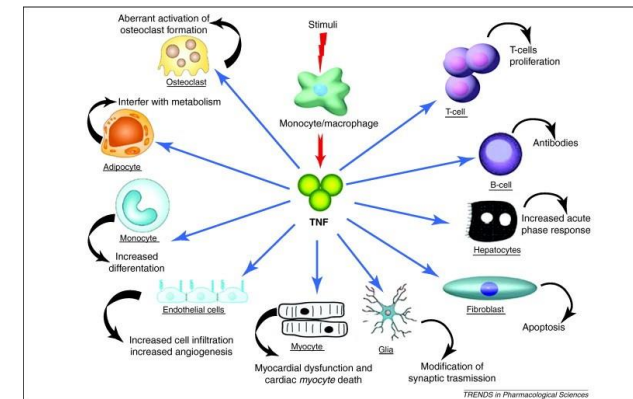 Aberrant activation of
osteoclast formation
Osteoclast
Stimuli
Monocyte/macrophage
T-cells
proliferation
T-cell
Interfer with metabolism
Adipocyte
Antibodies
B-cell
TNF
Monocyte
Increased
differentation
Increased acute
phase response
Hepatocytes
Endothelial cells
Increased cell infiltration
increased angiogenesis
Myocyte
Myocardial dysfunction and
cardiac myocyte death
Glia
Modification of
synaptic trasmission
Fibroblast
Apoptosis
TRENDS in Pharmacological Sciences